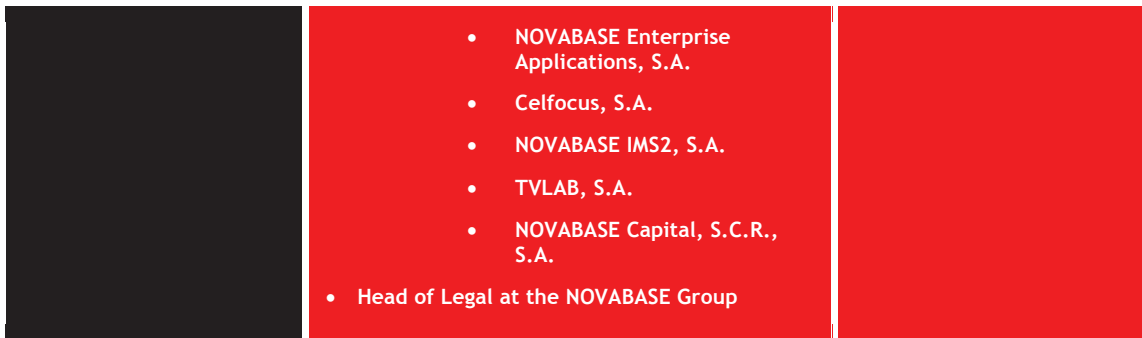 • NOVABASE Enterprise
Applications, S.A.
• Celfocus, S.A.
• NOVABASE IMS2, S.A.
• TVLAB, S.A.
• NOVABASE Capital, S.C.R.,
S.A.
• Head of Legal at the NOVABASE Group